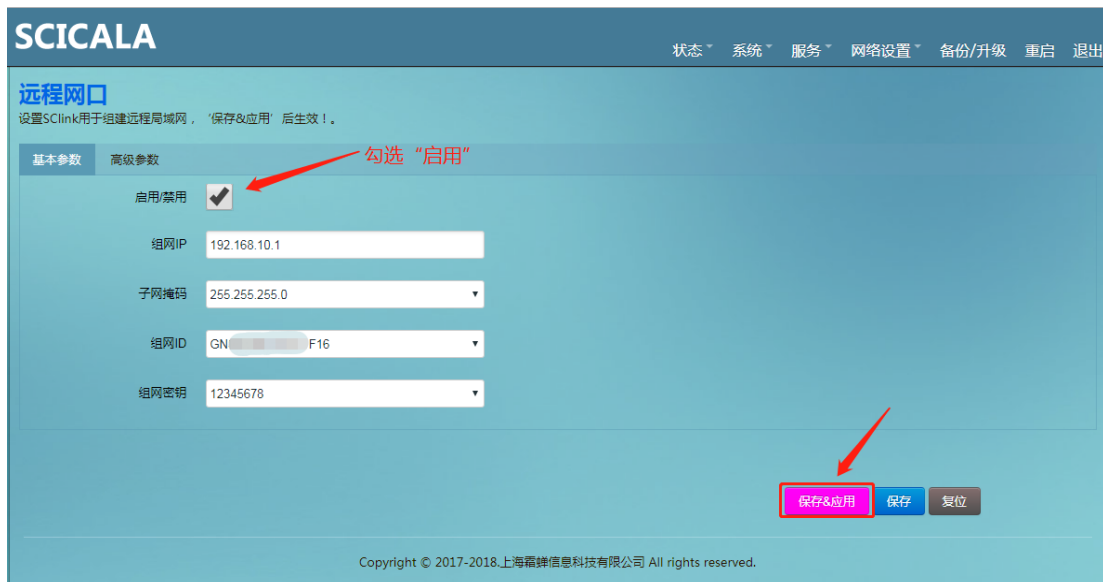 SCICALA
状态 系统 服务 网络设置 备份/升级 重启 退出
远程网口
设置SClink用于组建远程局域网，‘保存&应用’后生效！。
基本参数 高级参数
勾选“启用”
启用/禁用
组网IP 192.168.10.1
子网掩码 255.255.255.0
组网ID GN F16
组网密钥 12345678
保存&应用 保存 复位
Copyright © 2017-2018.上海霜蝉信息科技有限公司 All rights reserved.